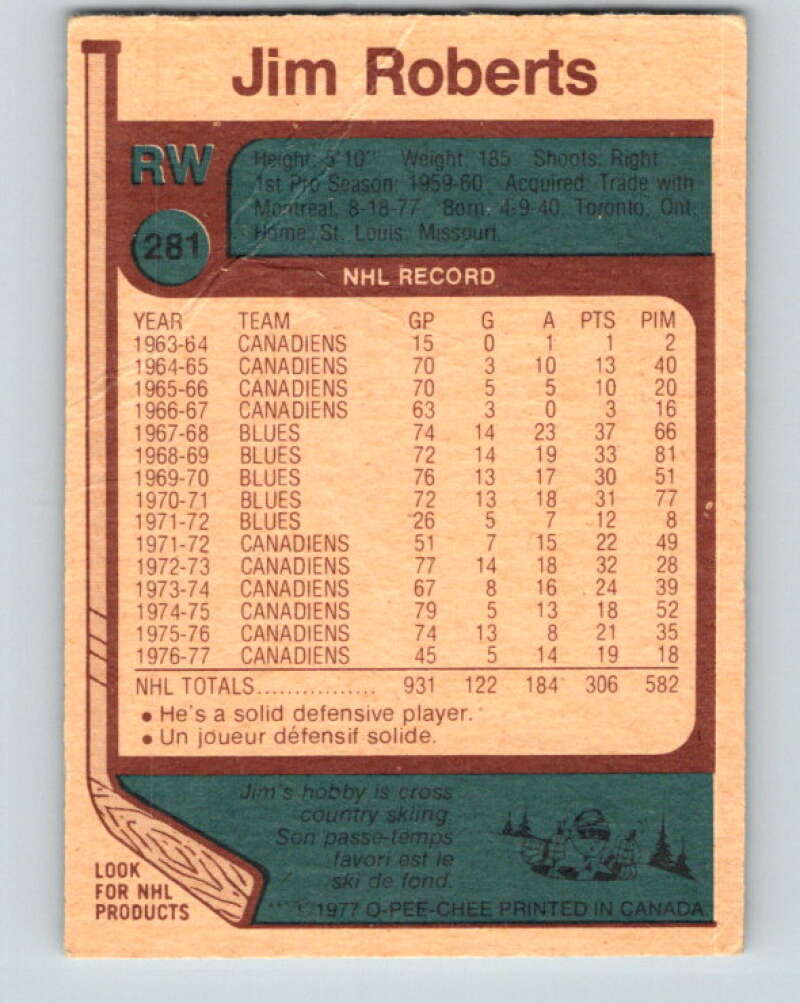 Jim Roberts
RW
Height: 5'10" Weight: 185 Shoots: Right
1st Pro Season: 1959-60 Acquired: Trade with
Montreal, 8-18-77 Born: 4-9-40, Toronto, Ont.
Home: St. Louis, Missouri.
281
NHL RECORD
YEAR TEAM GP G A PTS PIM
1963-64 CANADIENS 15 0 1 1 2
1964-65 CANADIENS 70 3 10 13 40
1965-66 CANADIENS 70 5 5 10 20
1966-67 CANADIENS 63 3 0 3 16
1967-68 BLUES 74 14 23 37 66
1968-69 BLUES 72 14 19 33 81
1969-70 BLUES 76 13 17 30 51
1970-71 BLUES 72 13 18 31 77
1971-72 BLUES 26 5 7 12 8
1971-72 CANADIENS 51 7 15 22 49
1972-73 CANADIENS 77 14 18 32 28
1973-74 CANADIENS 67 8 16 24 39
1974-75 CANADIENS 79 5 13 18 52
1975-76 CANADIENS 74 13 8 21 35
1976-77 CANADIENS 45 5 14 19 18
NHL TOTALS................ 931 122 184 306 582
• He's a solid defensive player.
• Un joueur défensif solide.
Jim's hobby is cross
country skiing.
Son passe-temps
favori est le
ski de fond.
LOOK
FOR NHL
PRODUCTS
** ©1977 O-PEE-CHEE PRINTED IN CANADA